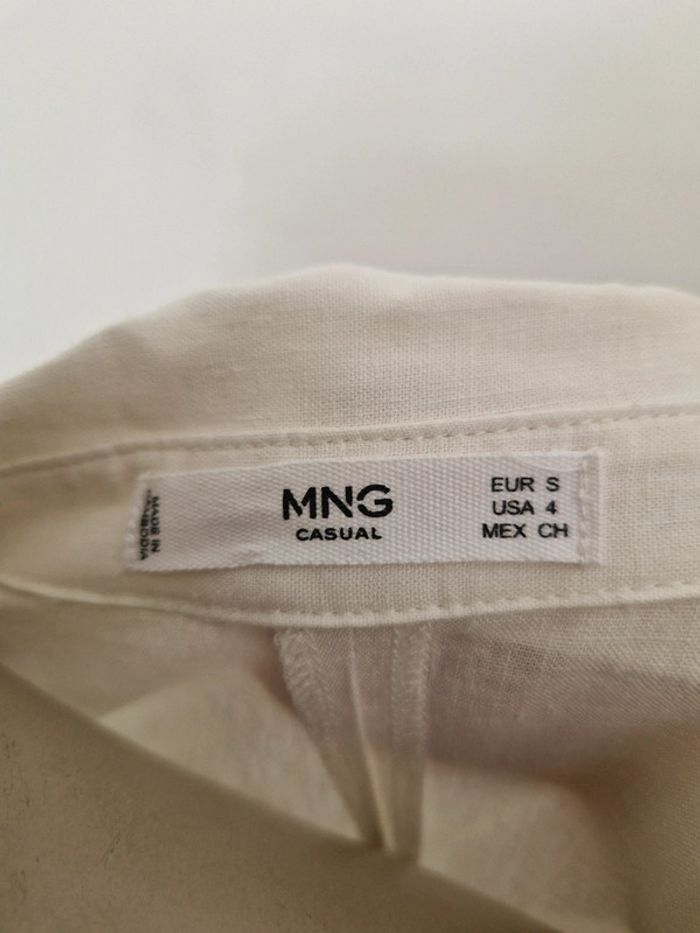 MNG
CASUAL
EUR S
USA 4
MEX CH
MADE IN
CAMBODIA